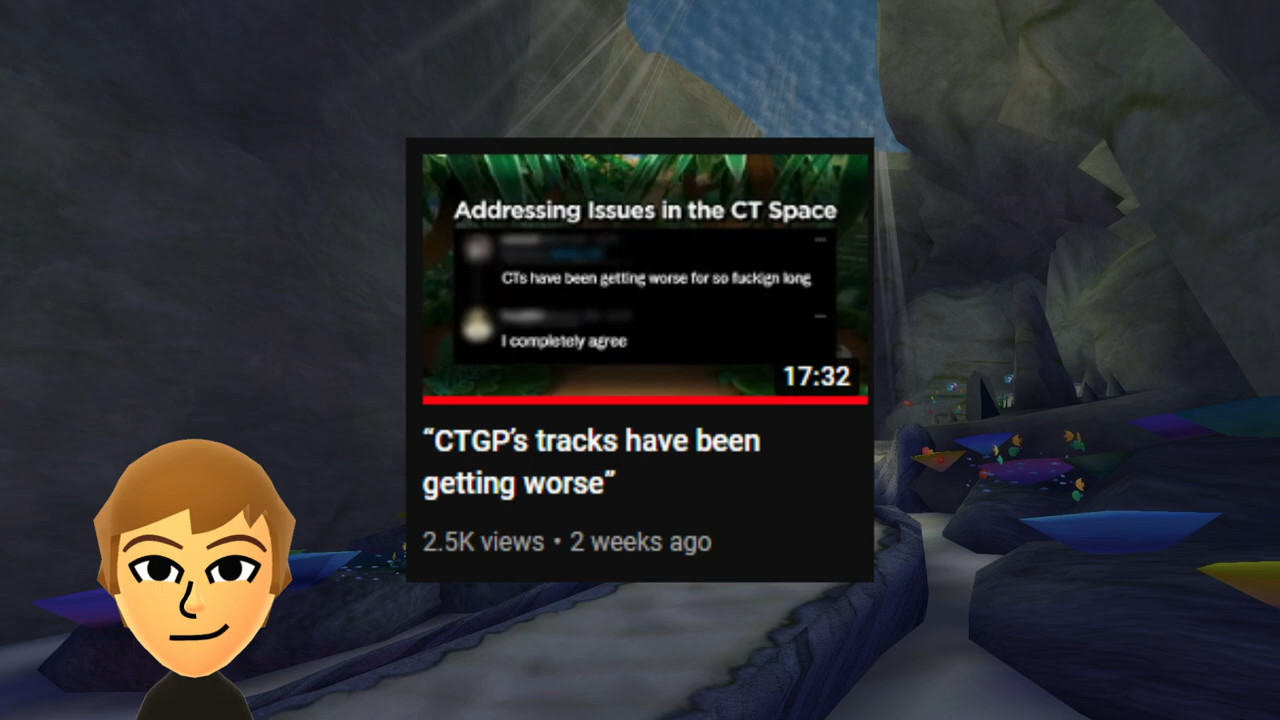 Addressing Issues in the CT Space
CTs have been getting worse for so fuckign long
I completely agree
17:32
“CTGP’s tracks have been
getting worse”
2.5K views • 2 weeks ago